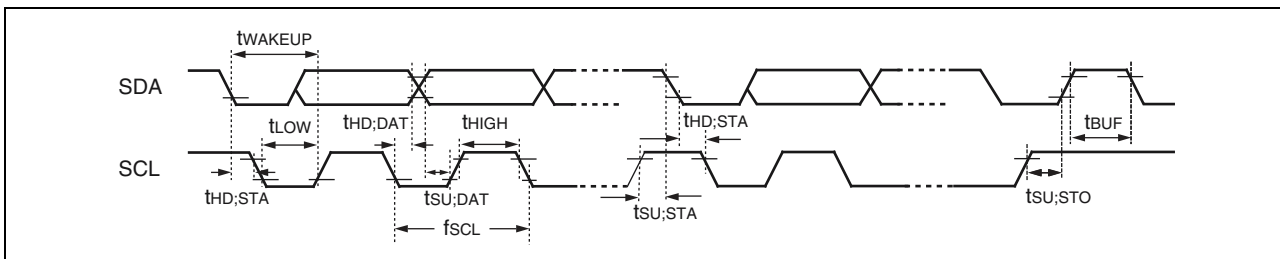 tWAKEUP
SDA
tHD;DAT
tHIGH
tLOW
tHD;STA
tBUF
SCL
tHD;STA
tSU;DAT
tSU;STA
tSU;STO
fSCL